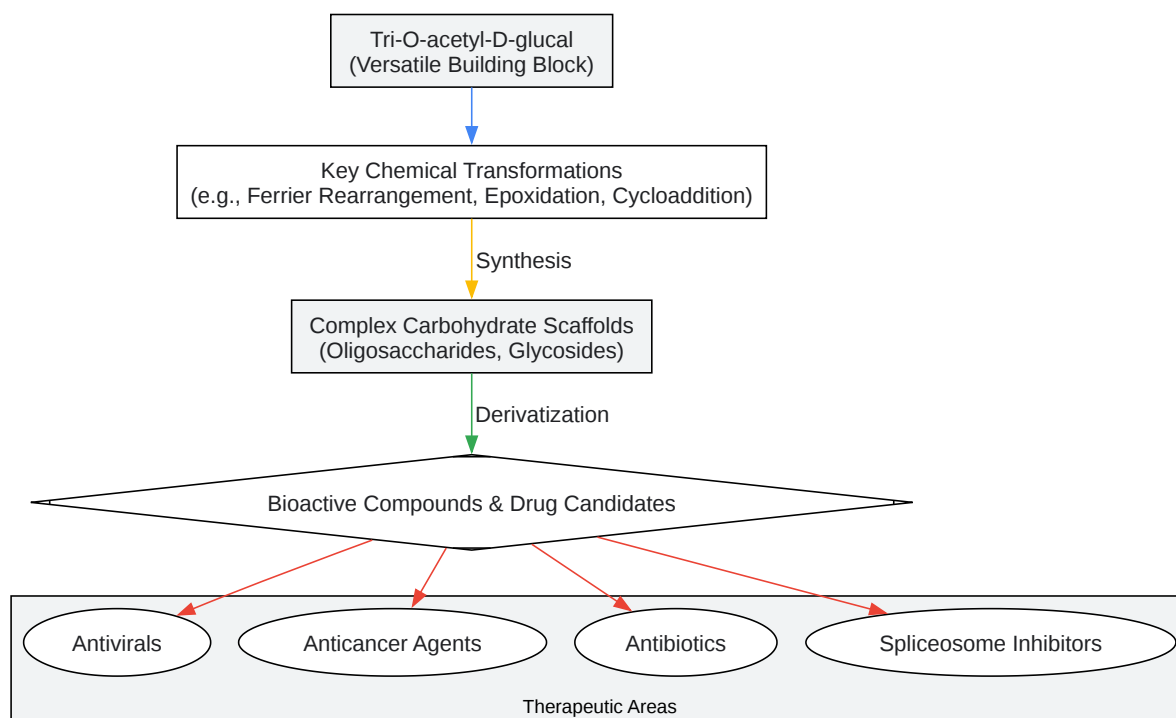 Tri-O-acetyl-D-glucal
(Versatile Building Block)
Key Chemical Transformations
(e.g., Ferrier Rearrangement, Epoxidation, Cycloaddition)
Synthesis
Complex Carbohydrate Scaffolds
(Oligosaccharides, Glycosides)
Derivatization
Bioactive Compounds & Drug Candidates
Antivirals
Anticancer Agents
Antibiotics
Spliceosome Inhibitors
Therapeutic Areas